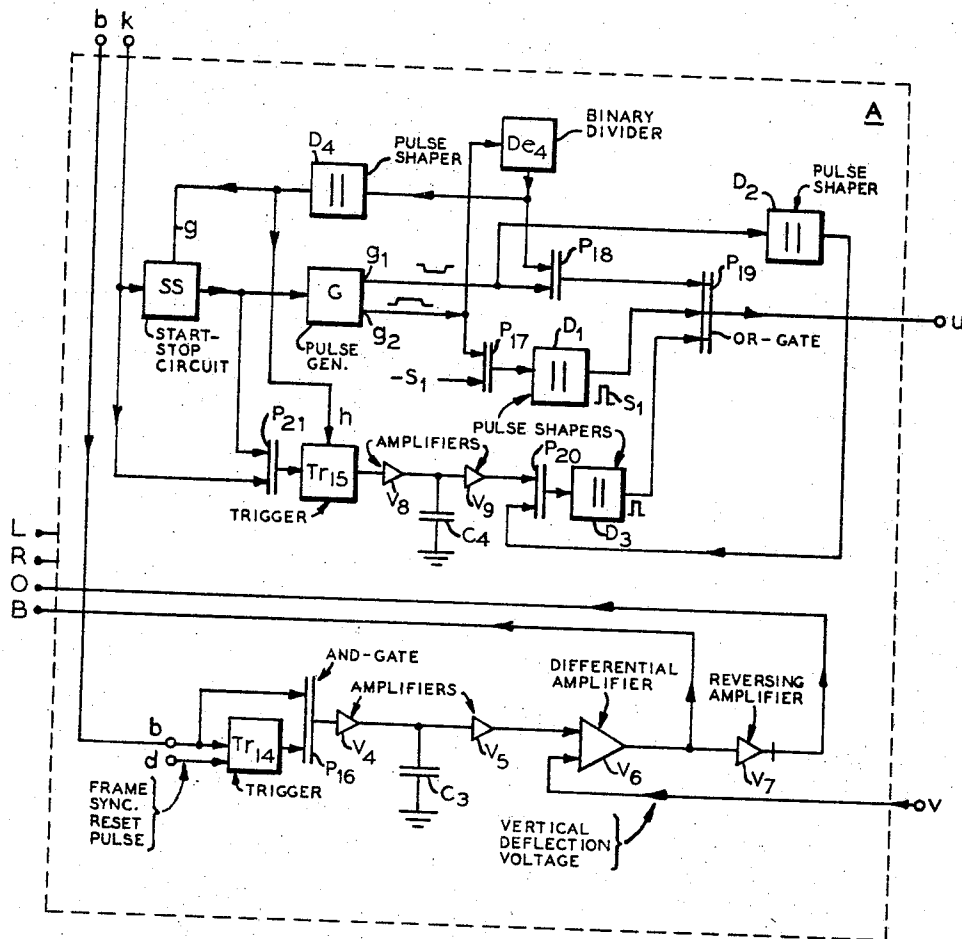 b k
A
BINARY
DIVIDER
De4
D4
PULSE
SHAPER
PULSE
SHAPER
D2
g
P18
P19
g1
SS
G
g2
START-
STOP
CIRCUIT
PULSE
GEN.
P17
D1
OR-GATE
U
-S1
S1
P21
h
AMPLIFIERS
PULSE SHAPERS
P20
Tr15
V8
V9
TRIGGER
C4
D3
L
R
O
B
AND-GATE
AMPLIFIERS
DIFFERENTIAL
AMPLIFIER
REVERSING
AMPLIFIER
b
d
Tr14
P16
V4
V5
V6
V7
TRIGGER
C3
FRAME
SYNC.
RESET
PULSE
VERTICAL
DEFLECTION
VOLTAGE
V